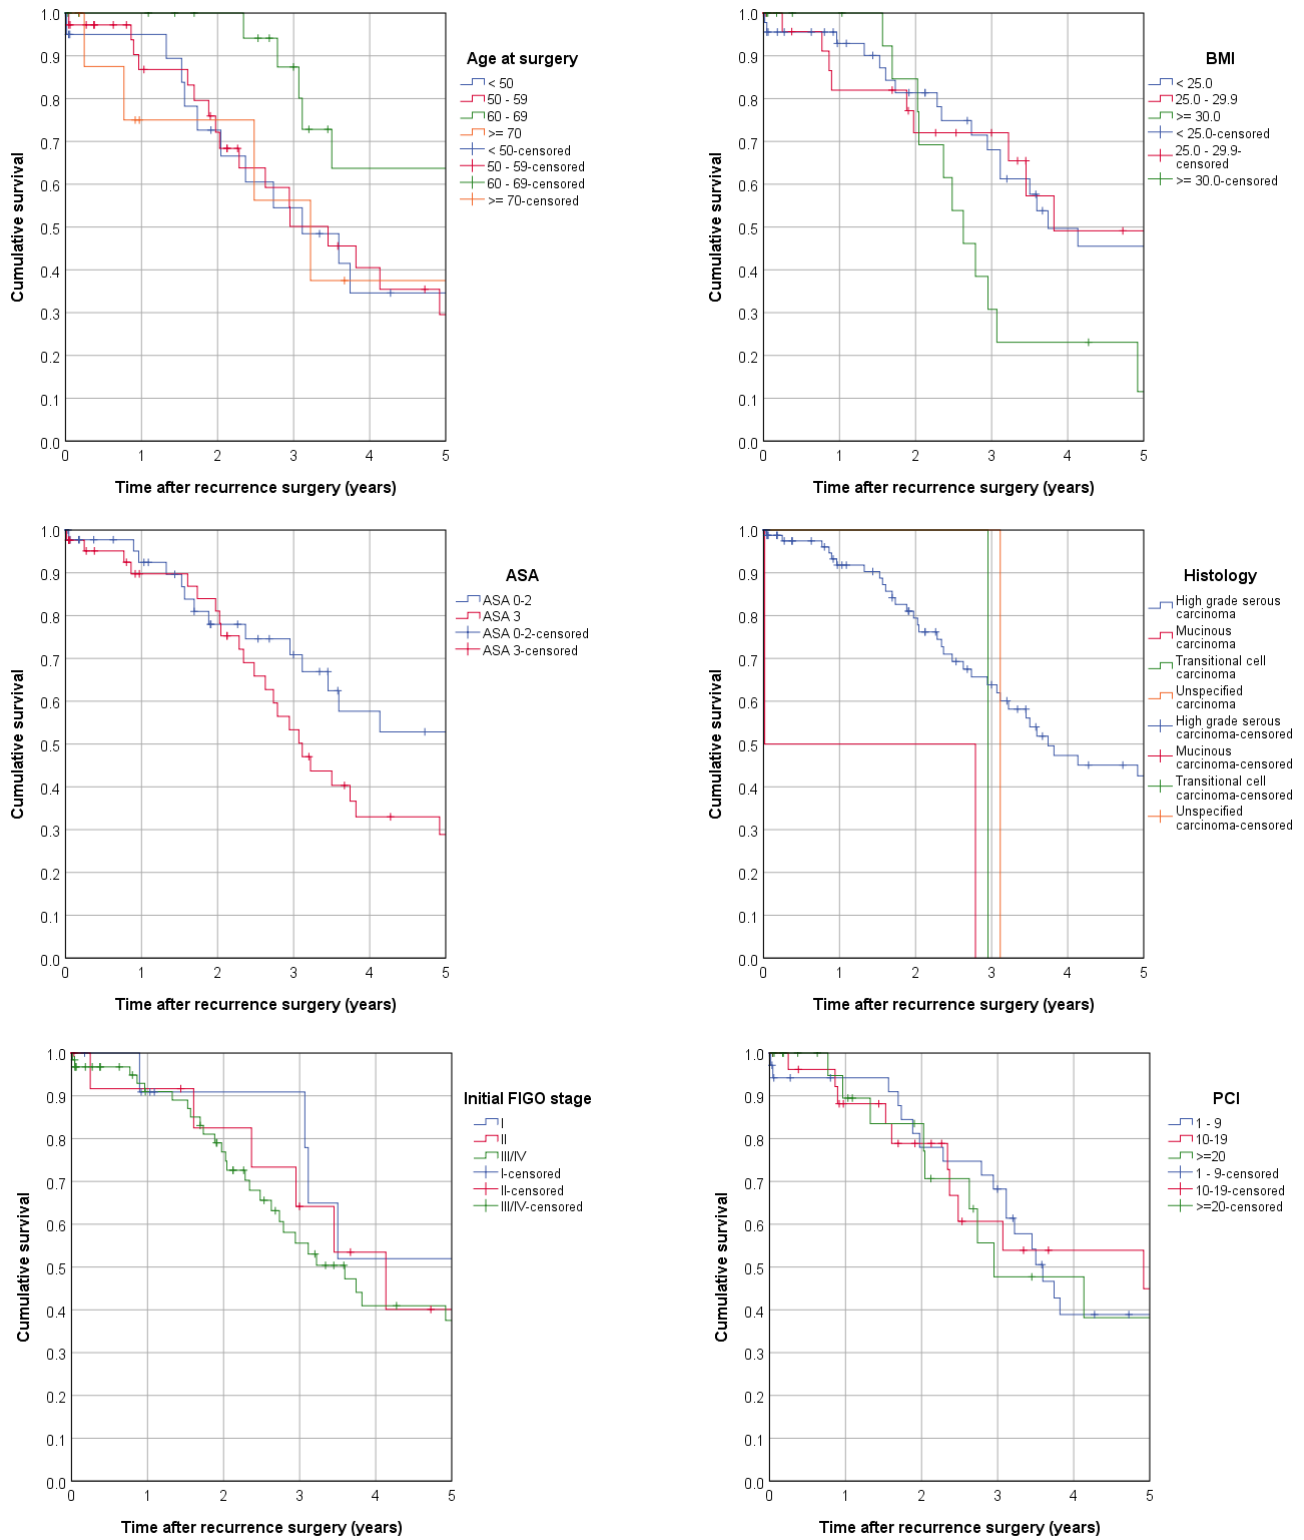 1.0
0.9
0.8
0.7
0.6
0.5
0.4
0.3
0.2
0.1
0.0
Cumulative survival
0 1 2 3 4 5
Time after recurrence surgery (years)
Age at surgery
< 50
50 - 59
60 - 69
>= 70
< 50-censored
50 - 59-censored
60 - 69-censored
>= 70-censored
1.0
0.9
0.8
0.7
0.6
0.5
0.4
0.3
0.2
0.1
0.0
Cumulative survival
0 1 2 3 4 5
Time after recurrence surgery (years)
BMI
< 25.0
25.0 - 29.9
>= 30.0
< 25.0-censored
25.0 - 29.9-
censored
>= 30.0-censored
1.0
0.9
0.8
0.7
0.6
0.5
0.4
0.3
0.2
0.1
0.0
Cumulative survival
0 1 2 3 4 5
Time after recurrence surgery (years)
ASA
ASA 0-2
ASA 3
ASA 0-2-censored
ASA 3-censored
1.0
0.9
0.8
0.7
0.6
0.5
0.4
0.3
0.2
0.1
0.0
Cumulative survival
0 1 2 3 4 5
Time after recurrence surgery (years)
Histology
High grade serous
carcinoma
Mucinous
carcinoma
Transitional cell
carcinoma
Unspecified
carcinoma
High grade serous
carcinoma-censored
Mucinous
carcinoma-censored
Transitional cell
carcinoma-censored
Unspecified
carcinoma-censored
1.0
0.9
0.8
0.7
0.6
0.5
0.4
0.3
0.2
0.1
0.0
Cumulative survival
0 1 2 3 4 5
Time after recurrence surgery (years)
Initial FIGO stage
I
II
III/IV
I-censored
II-censored
III/IV-censored
1.0
0.9
0.8
0.7
0.6
0.5
0.4
0.3
0.2
0.1
0.0
Cumulative survival
0 1 2 3 4 5
Time after recurrence surgery (years)
PCI
1 - 9
10-19
>=20
1 - 9-censored
10-19-censored
>=20-censored